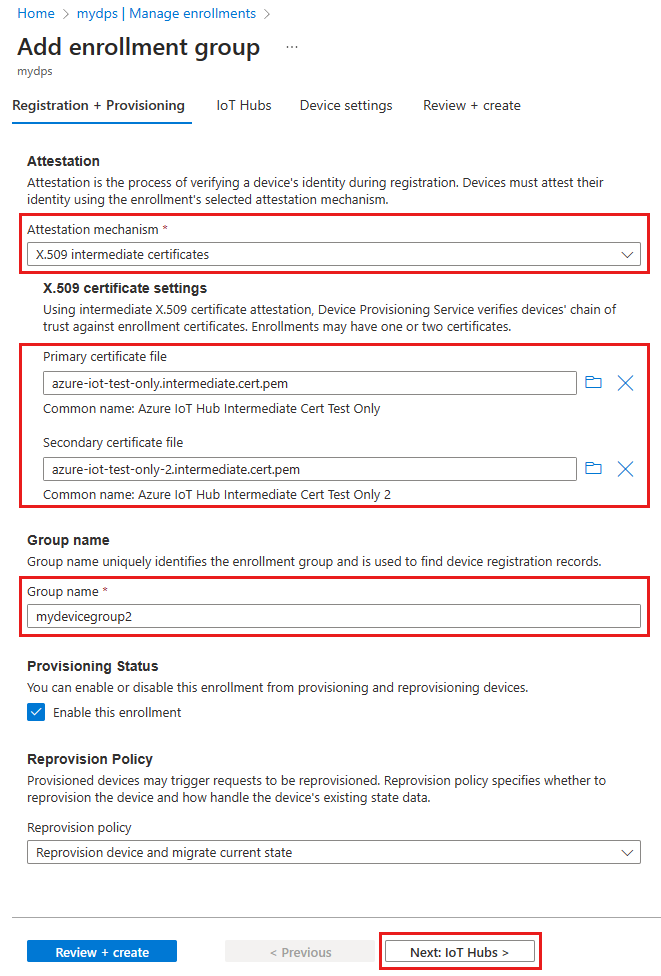 Home > mydps | Manage enrollments >
Add enrollment group ...
mydps
Registration + Provisioning IoT Hubs Device settings Review + create
Attestation
Attestation is the process of verifying a device's identity during registration. Devices must attest their
identity using the enrollment's selected attestation mechanism.
Attestation mechanism *
X.509 intermediate certificates
X.509 certificate settings
Using intermediate X.509 certificate attestation, Device Provisioning Service verifies devices' chain of
trust against enrollment certificates. Enrollments may have one or two certificates.
Primary certificate file
azure-iot-test-only.intermediate.cert.pem
Common name: Azure IoT Hub Intermediate Cert Test Only
Secondary certificate file
azure-iot-test-only-2.intermediate.cert.pem
Common name: Azure IoT Hub Intermediate Cert Test Only 2
Group name
Group name uniquely identifies the enrollment group and is used to find device registration records.
Group name *
mydevicegroup2
Provisioning Status
You can enable or disable this enrollment from provisioning and reprovisioning devices.
Enable this enrollment
Reprovision Policy
Provisioned devices may trigger requests to be reprovisioned. Reprovision policy specifies whether to
reprovision the device and how handle the device's existing state data.
Reprovision policy
Reprovision device and migrate current state
Review + create < Previous Next: IoT Hubs >